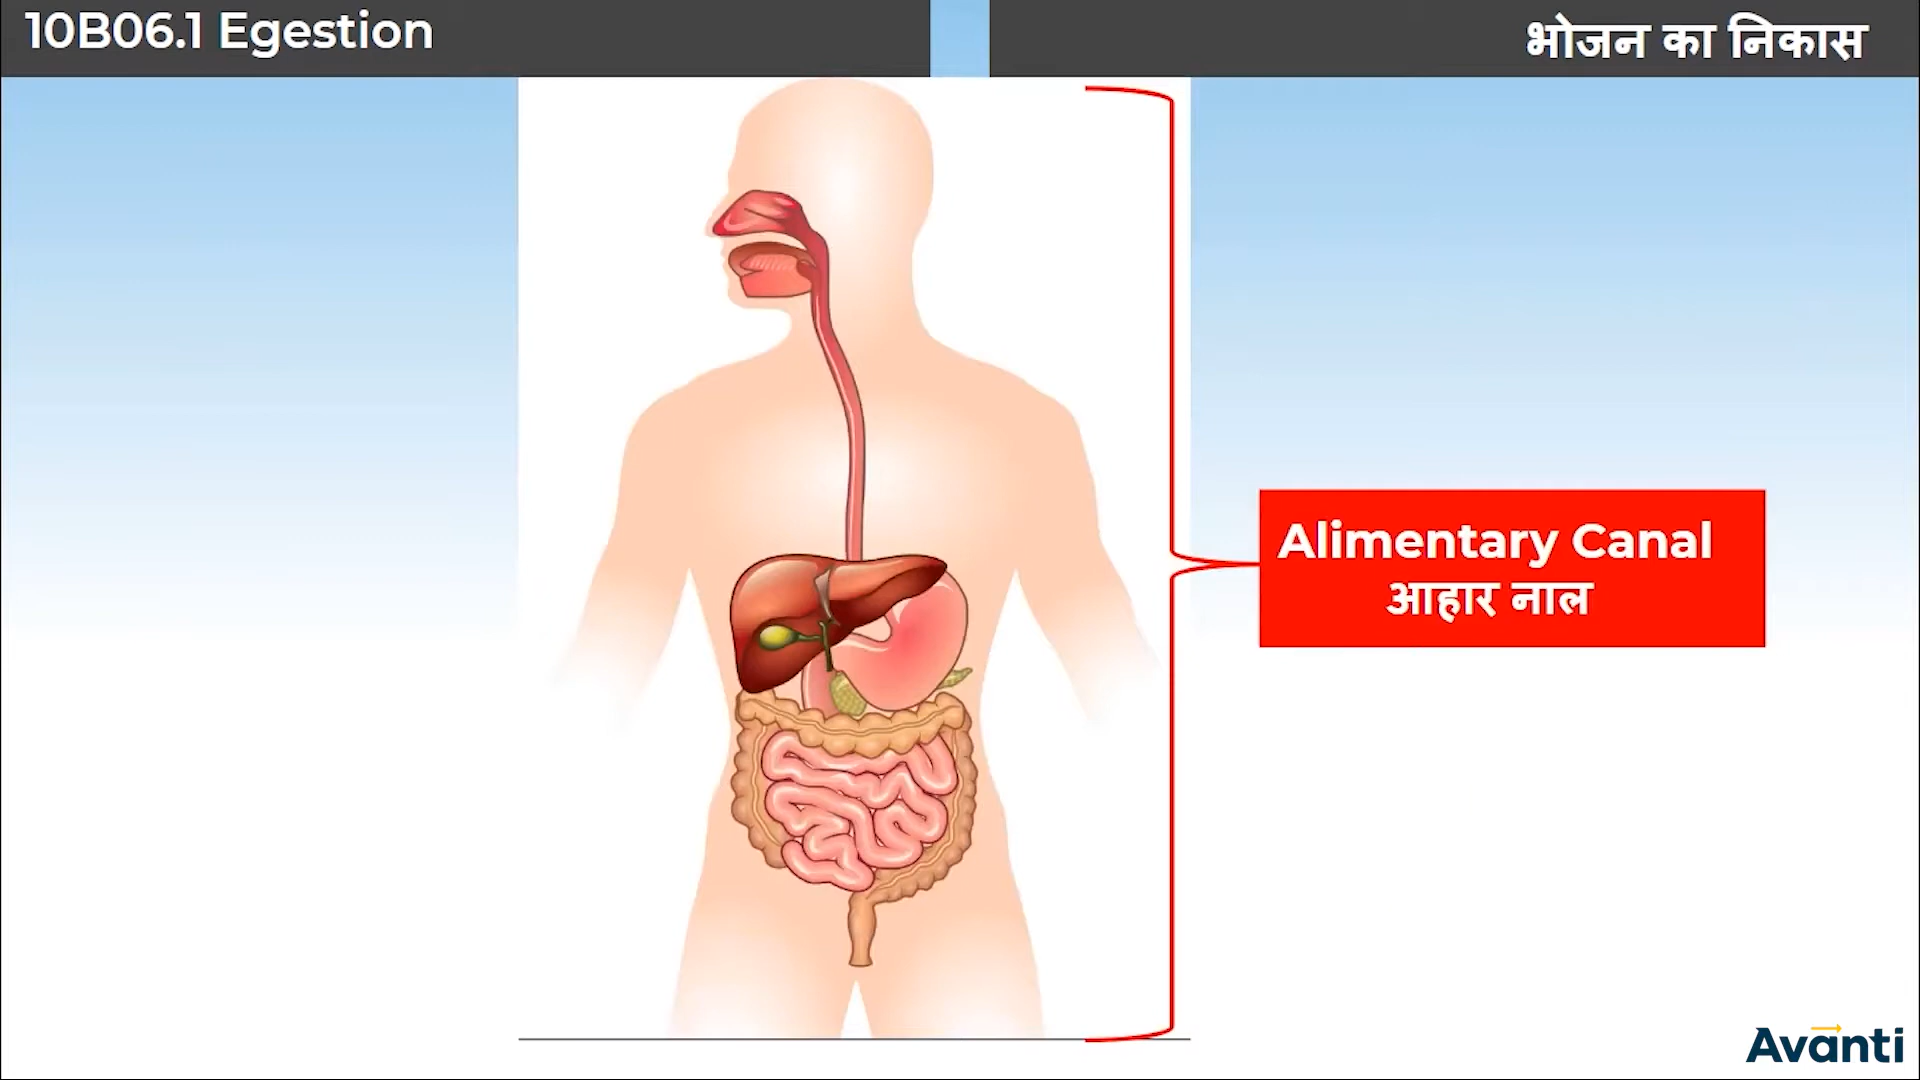 10B06.1 Egestion
भोजन का निकास
Alimentary Canal
आहार नाल
Avanti